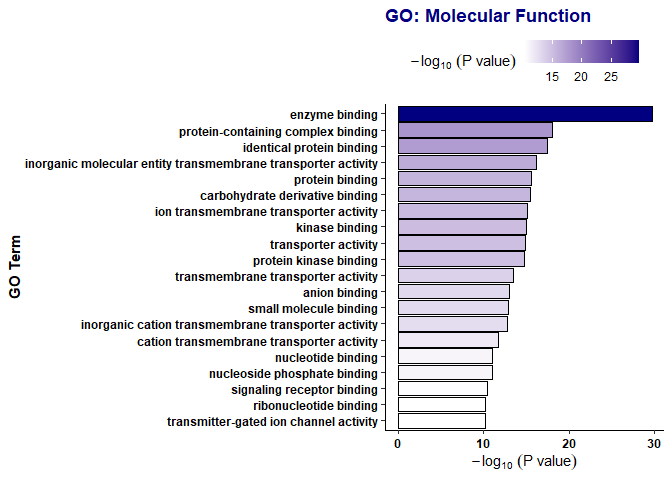 GO: Molecular Function
−log10 (P value)
15 20 25
GO Term
enzyme binding
protein-containing complex binding
identical protein binding
inorganic molecular entity transmembrane transporter activity
protein binding
carbohydrate derivative binding
ion transmembrane transporter activity
kinase binding
transporter activity
protein kinase binding
transmembrane transporter activity
anion binding
small molecule binding
inorganic cation transmembrane transporter activity
cation transmembrane transporter activity
nucleotide binding
nucleoside phosphate binding
signaling receptor binding
ribonucleotide binding
transmitter-gated ion channel activity
0 10 20 30
−log10 (P value)